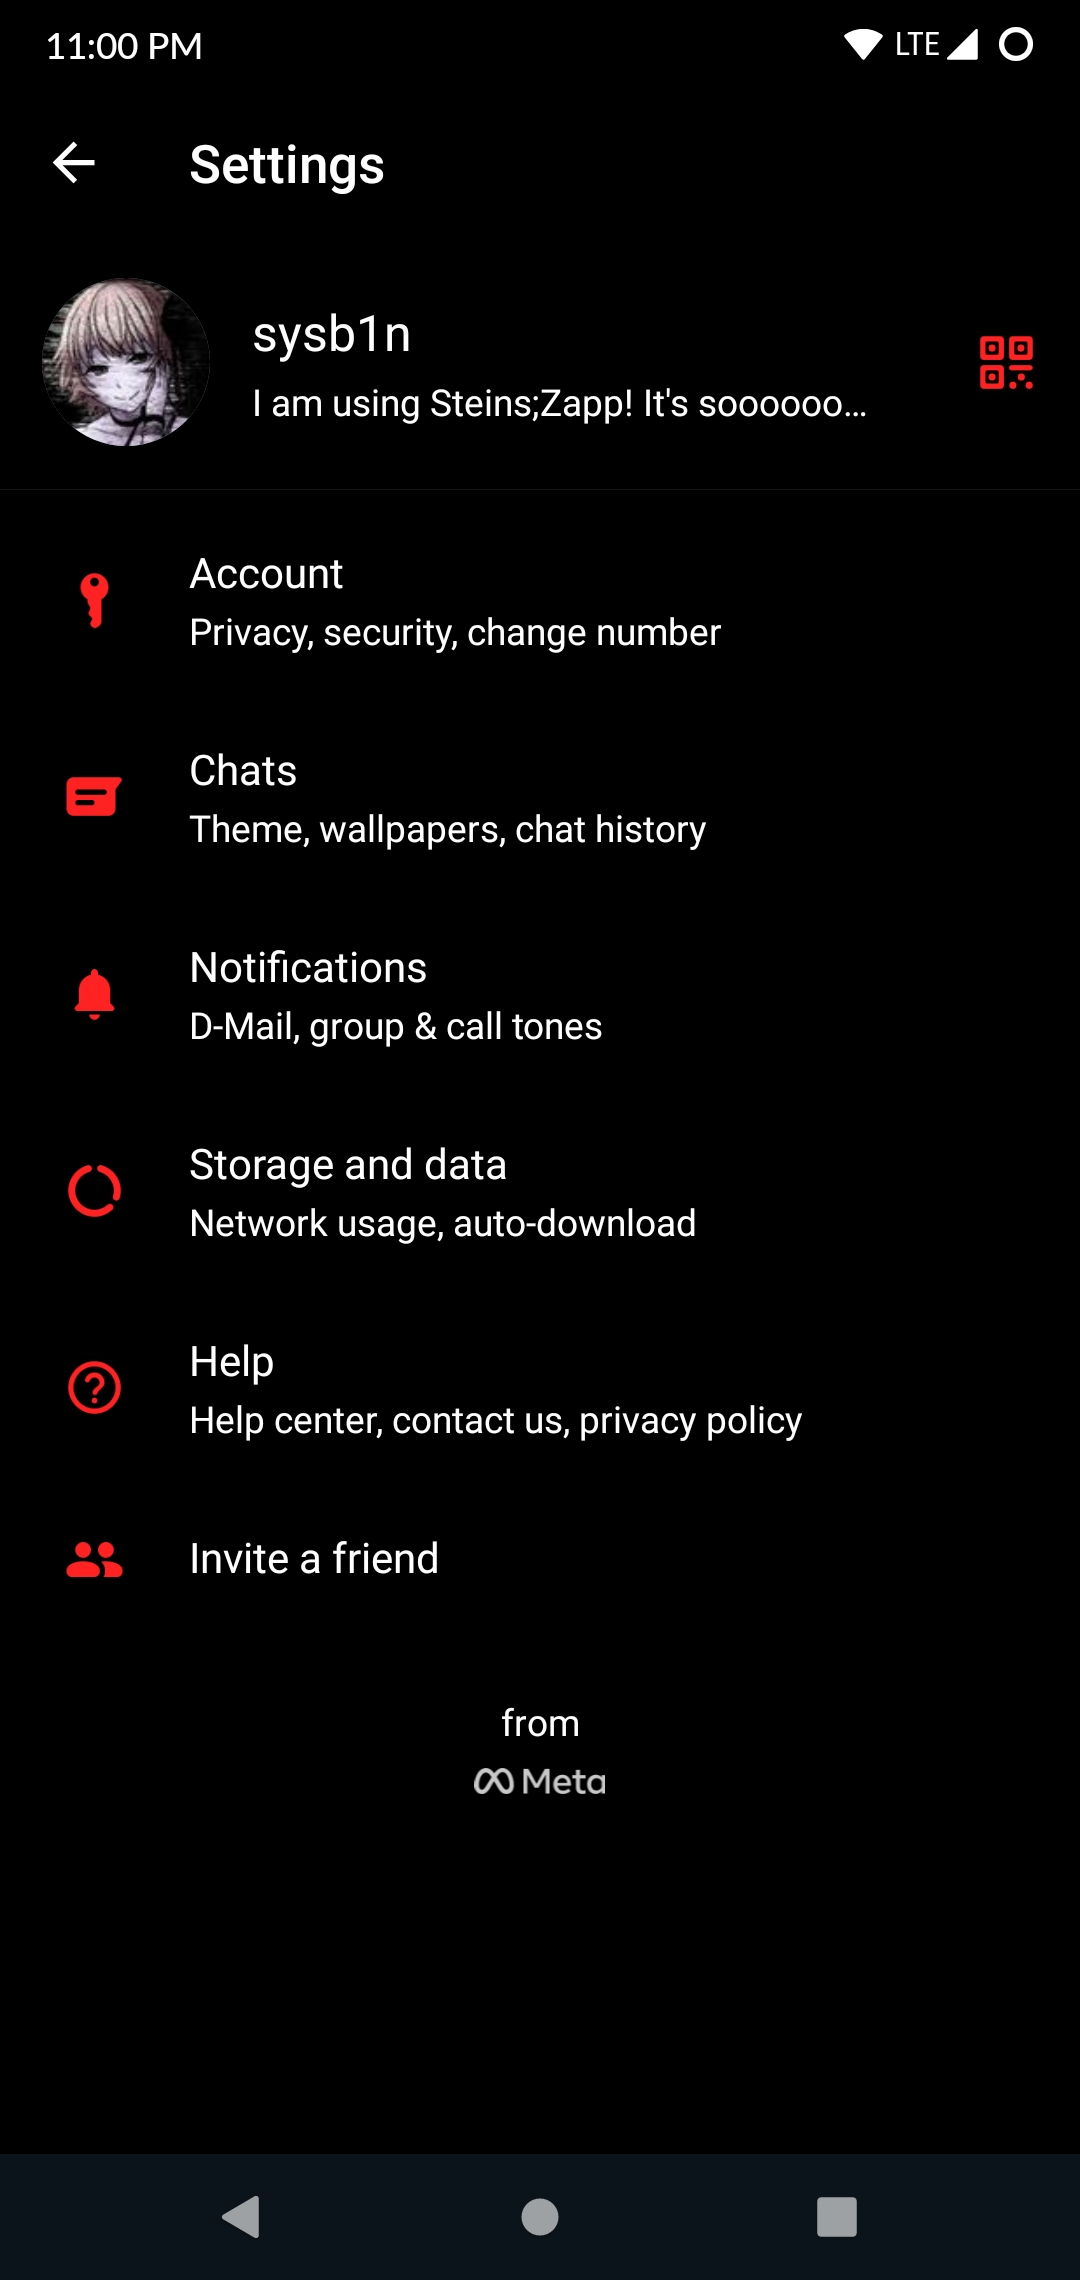 11:00 PM LTE
Settings
sysb1n
I am using Steins;Zapp! It's soooooo...
Account
Privacy, security, change number
Chats
Theme, wallpapers, chat history
Notifications
D-Mail, group & call tones
Storage and data
Network usage, auto-download
Help
Help center, contact us, privacy policy
Invite a friend
from
Meta